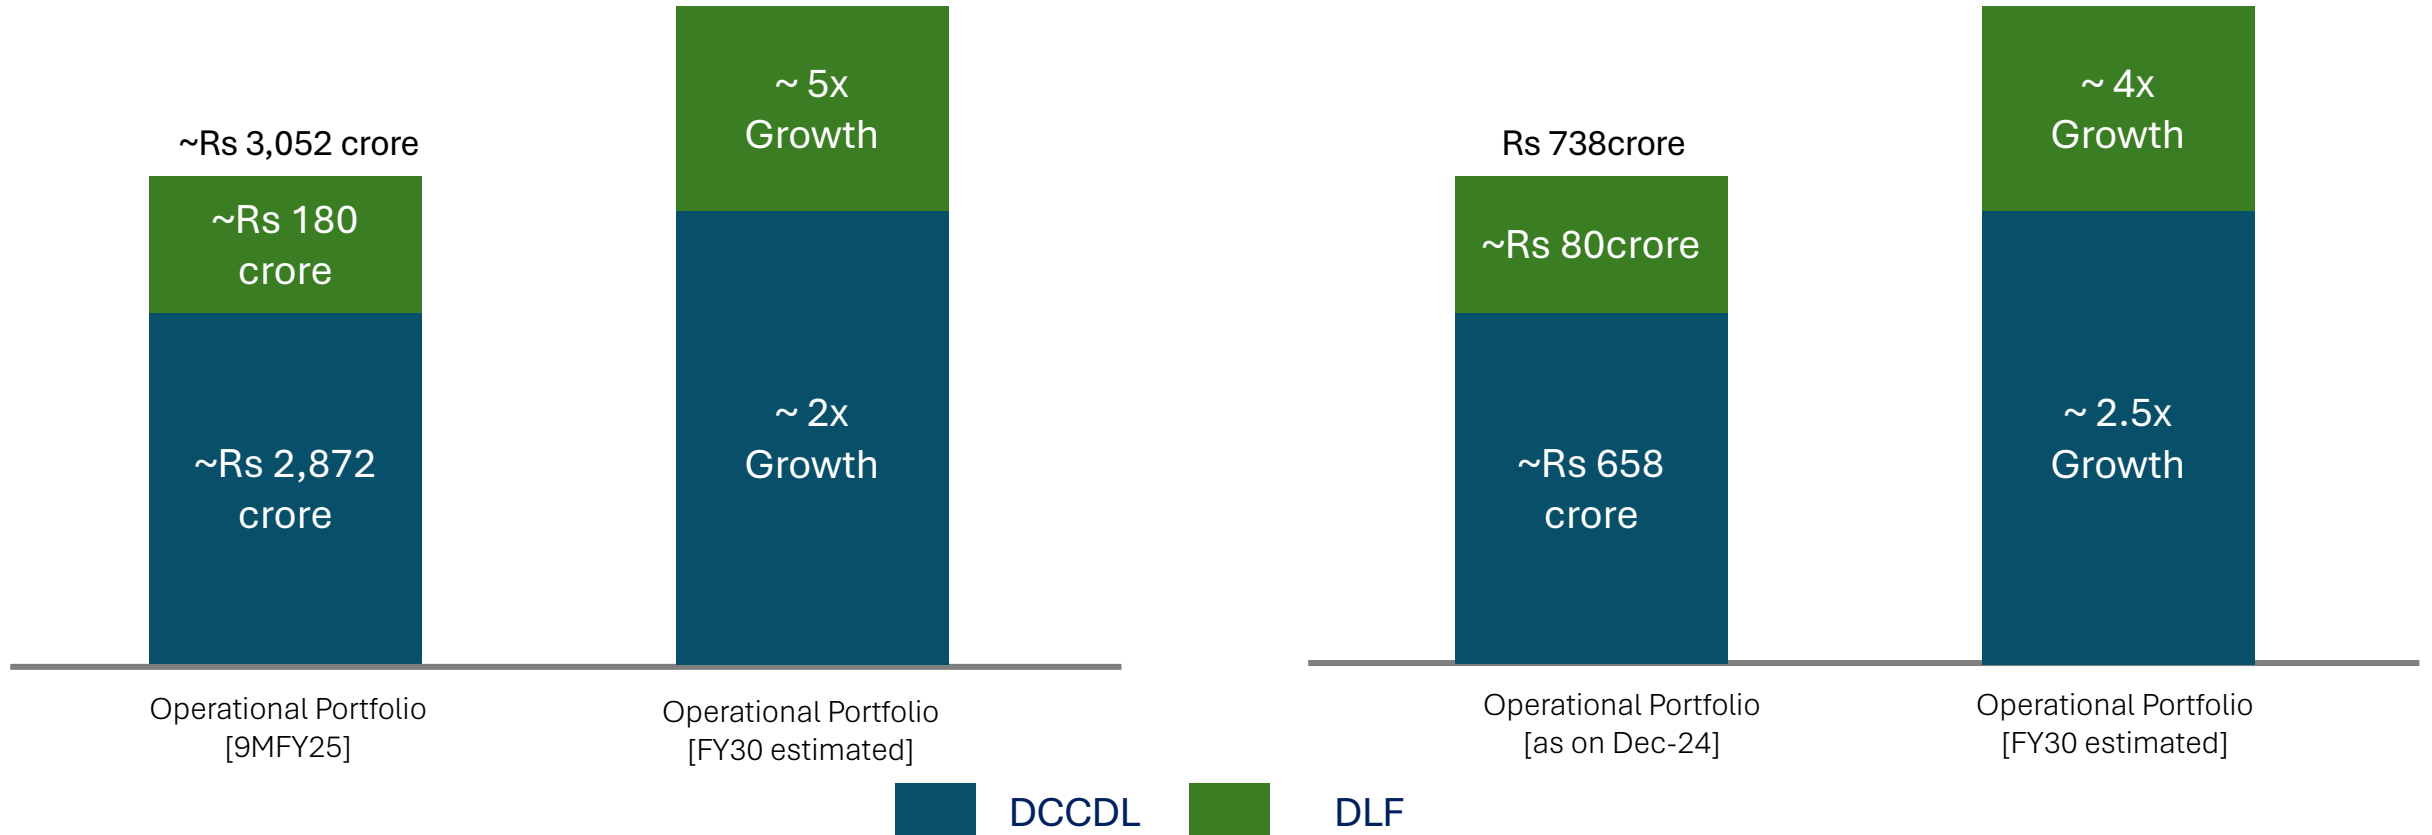 ~Rs 3,052 crore
~Rs 180
crore
~Rs 2,872
crore
~ 5x
Growth
~ 2x
Growth
Operational Portfolio
[9MFY25]
Operational Portfolio
[FY30 estimated]
Rs 738crore
~Rs 80crore
~Rs 658
crore
~ 4x
Growth
~ 2.5x
Growth
Operational Portfolio
[as on Dec-24]
Operational Portfolio
[FY30 estimated]
DCCDL
DLF